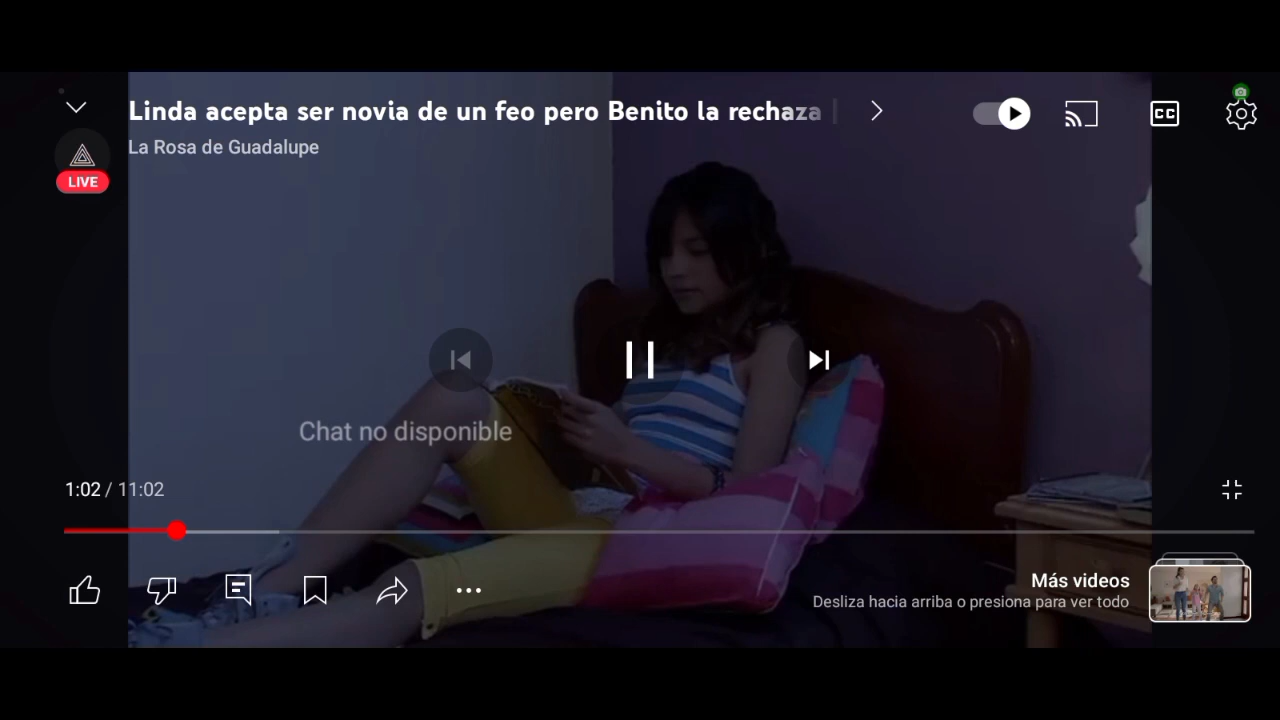 Linda acepta ser novia de un feo pero Benito la rechaza |
La Rosa de Guadalupe
CC
LIVE
Chat no disponible
1:02 / 11:02
Más videos
Desliza hacia arriba o presiona para ver todo